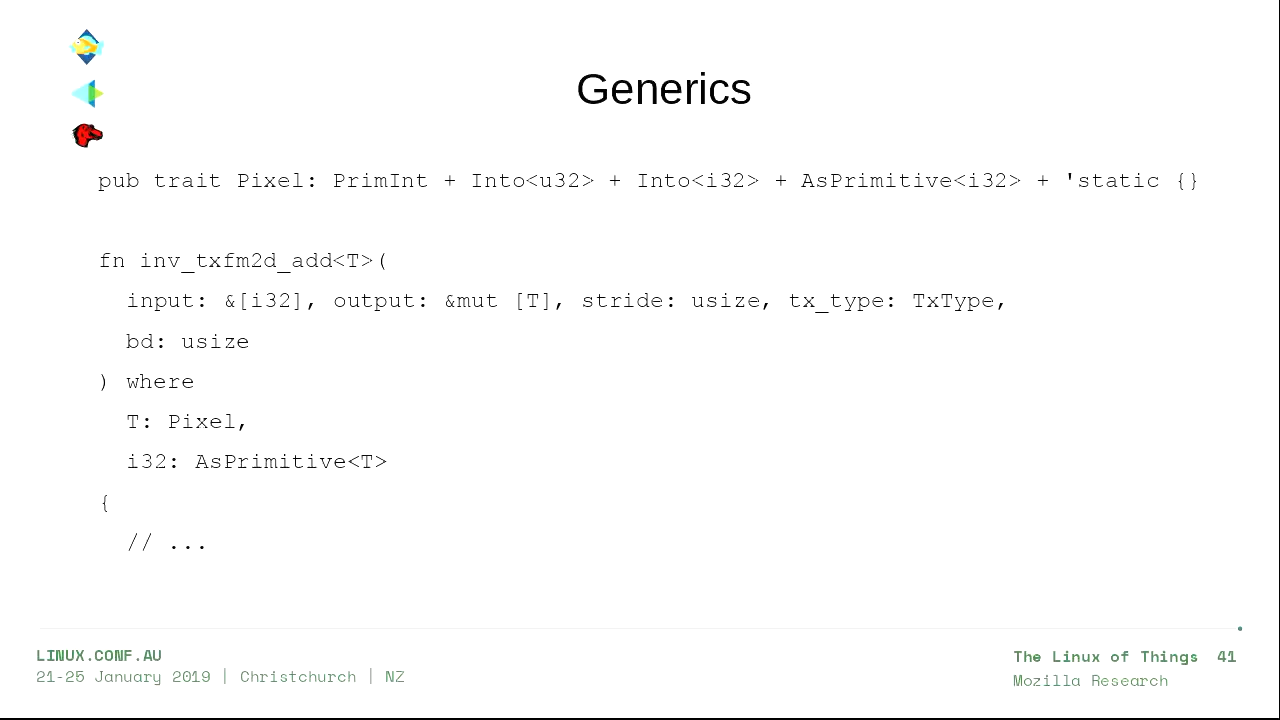 Generics
pub trait Pixel: PrimInt + Into<u32> + Into<i32> + AsPrimitive<i32> + 'static {}
fn inv_txfm2d_add<T>(
input: &[i32], output: &mut [T], stride: usize, tx_type: TxType,
bd: usize
) where
T: Pixel,
i32: AsPrimitive<T>
{
// ...
LINUX.CONF.AU
21-25 January 2019 | Christchurch | NZ
The Linux of Things 41
Mozilla Research